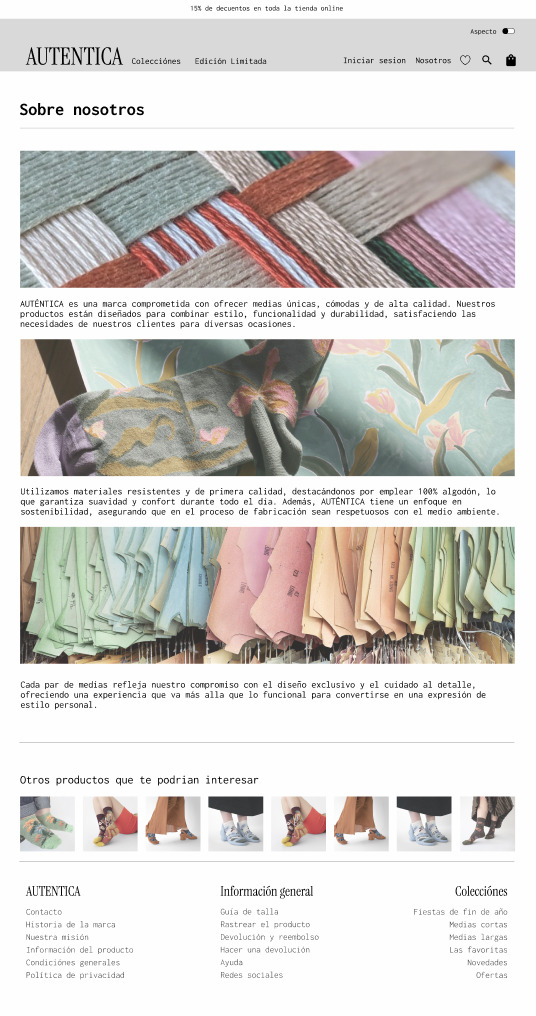 15% de decuentos en toda la tienda online
Aspecto
AUTENTICA Colecciónes Edición Limitada Iniciar sesion Nosotros
Sobre nosotros
AUTÉNTICA es una marca comprometida con ofrecer medias únicas, cómodas y de alta calidad. Nuestros
productos están diseñados para combinar estilo, funcionalidad y durabilidad, satisfaciendo las
necesidades de nuestros clientes para diversas ocasiones.
Utilizamos materiales resistentes y de primera calidad, destacándonos por emplear 100% algodón, lo
que garantiza suavidad y confort durante todo el día. Además, AUTÉNTICA tiene un enfoque en
sostenibilidad, asegurando que en el proceso de fabricación sean respetuosos con el medio ambiente.
Cada par de medias refleja nuestro compromiso con el diseño exclusivo y el cuidado al detalle,
ofreciendo una experiencia que va más alla que lo funcional para convertirse en una expresión de
estilo personal.
Otros productos que te podrian interesar
AUTENTICA
Contacto
Historia de la marca
Nuestra misión
Información del producto
Condiciónes generales
Política de privacidad
Información general
Guía de talla
Rastrear el producto
Devolución y reembolso
Hacer una devolución
Ayuda
Redes sociales
Colecciónes
Fiestas de fin de año
Medias cortas
Medias largas
Las favoritas
Novedades
Ofertas